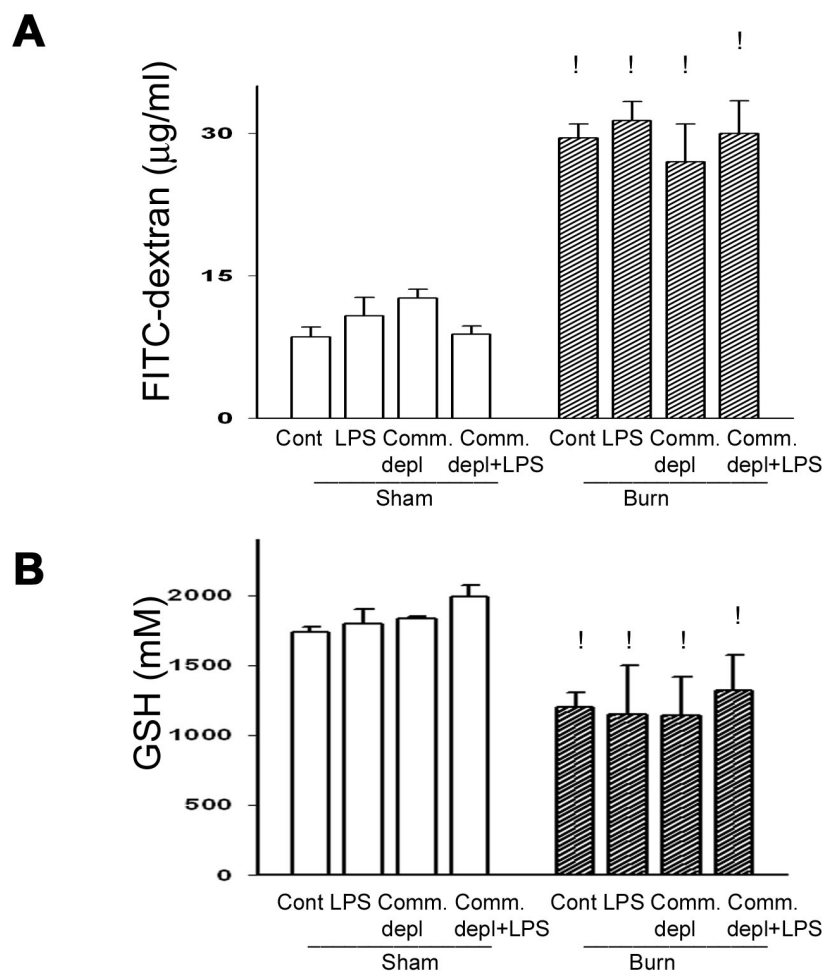 A
FITC-dextran (μg/ml)
! ! ! !
30
15
0
Cont LPS Comm. Comm. Cont LPS Comm. Comm.
depl depl+LPS depl depl+LPS
Sham Burn
B
GSH (mM)
2000
1500
1000
500
0
! ! ! !
Cont LPS Comm. Comm. Cont LPS Comm. Comm.
depl depl+LPS depl depl+LPS
Sham Burn